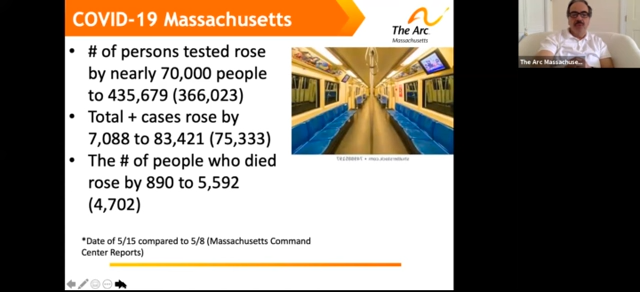 COVID-19 Massachusetts
The Arc
Massachusetts
• # of persons tested rose
by nearly 70,000 people
to 435,679 (366,023)
• Total + cases rose by
7,088 to 83,421 (75,333)
• The # of people who died
rose by 890 to 5,592
(4,702)
*Date of 5/15 compared to 5/8 (Massachusetts Command
Center Reports)
The Arc Massachuse...